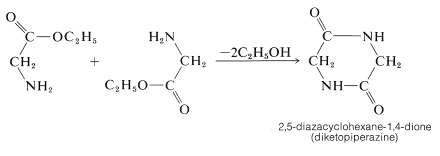 O
C—OC₂H₅
CH₂
NH₂
+
H₂N
CH₂
C₂H₅O—C
O
−2C₂H₅OH
O
C NH
CH₂ CH₂
NH—C
O
2,5-diazacyclohexane-1,4-dione
(diketopiperazine)